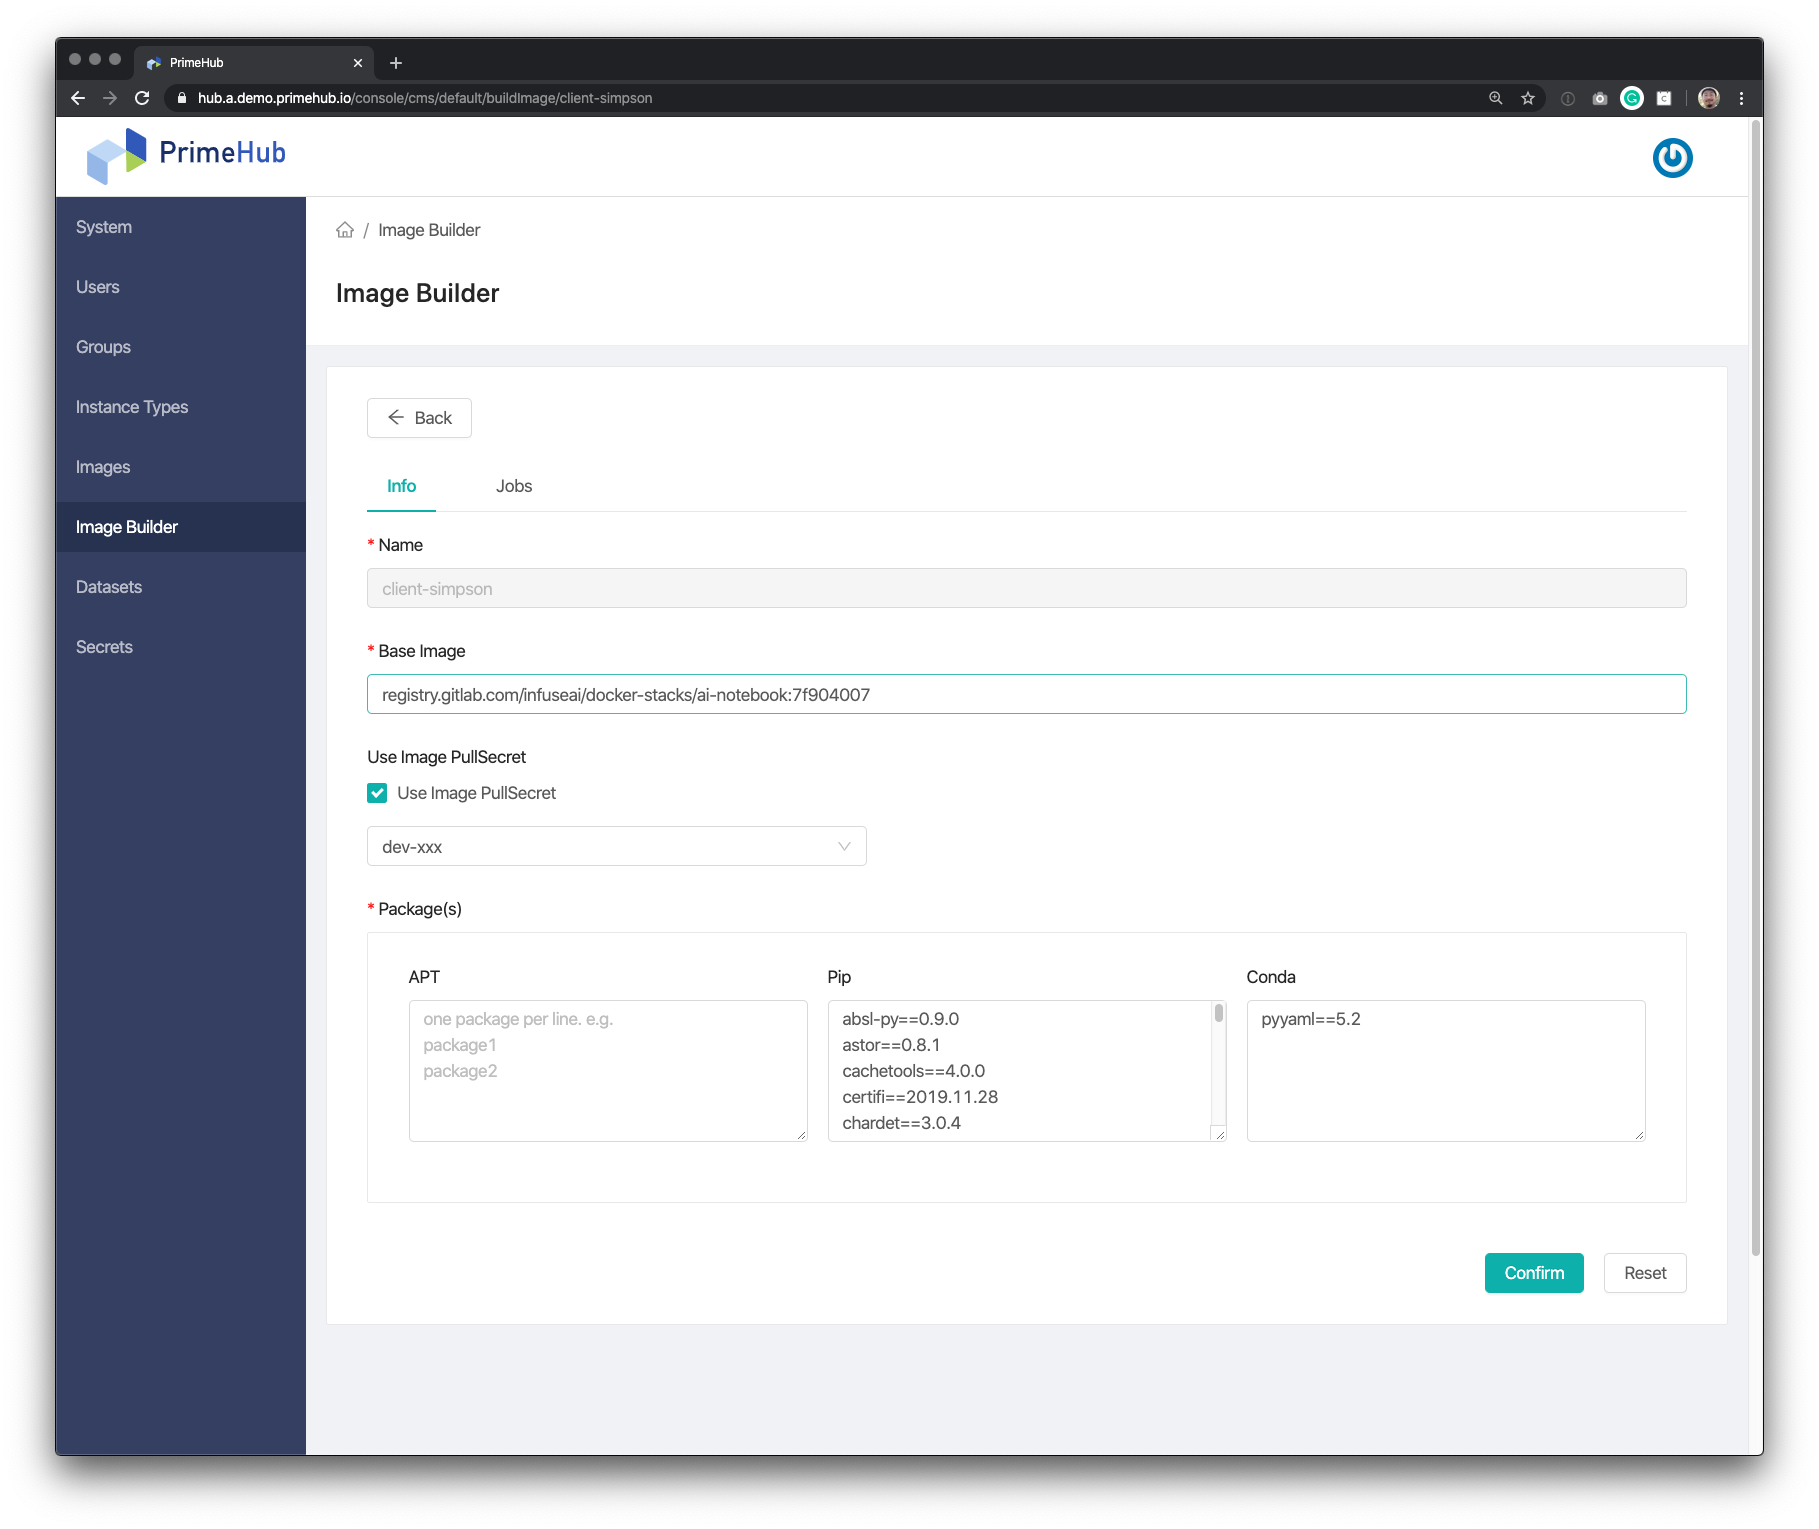 PrimeHub
hub.a.demo.primehub.io/console/cms/default/buildImage/client-simpson
PrimeHub
System
Users
Groups
Instance Types
Images
Image Builder
Datasets
Secrets
/ Image Builder
Image Builder
Back
Info Jobs
* Name
client-simpson
* Base Image
registry.gitlab.com/infuseai/docker-stacks/ai-notebook:7f904007
Use Image PullSecret
Use Image PullSecret
dev-xxx
* Package(s)
APT
one package per line. e.g.
package1
package2
Pip
absl-py==0.9.0
astor==0.8.1
cachetools==4.0.0
certifi==2019.11.28
chardet==3.0.4
Conda
pyyaml==5.2
Confirm Reset